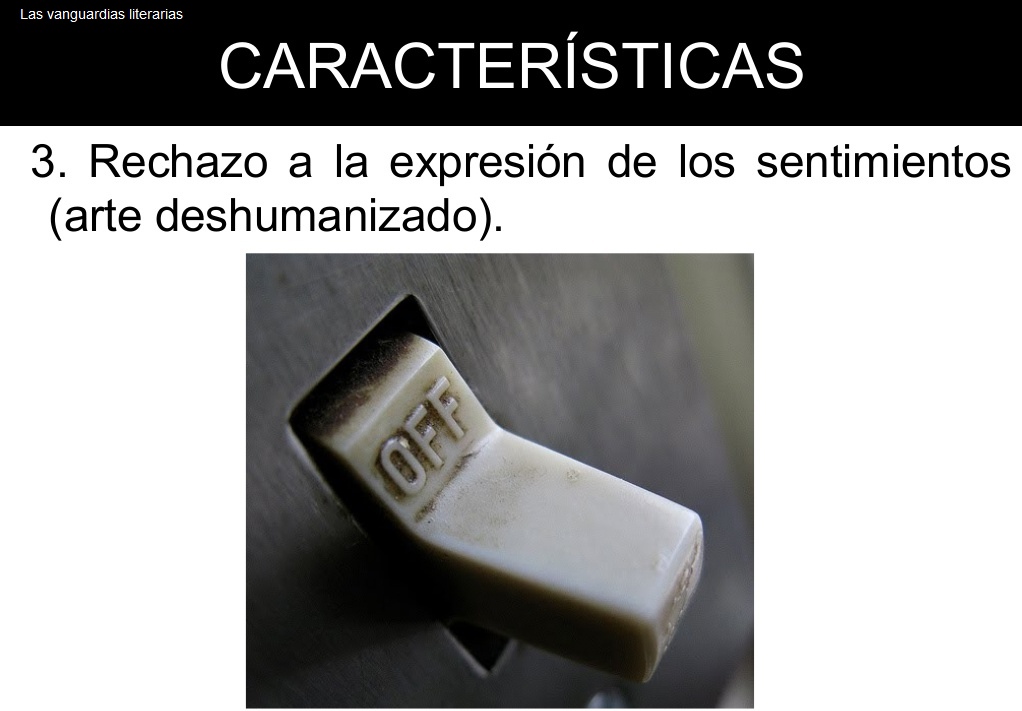 Las vanguardias literarias
CARACTERÍSTICAS
3. Rechazo a la expresión de los sentimientos
(arte deshumanizado).
OFF